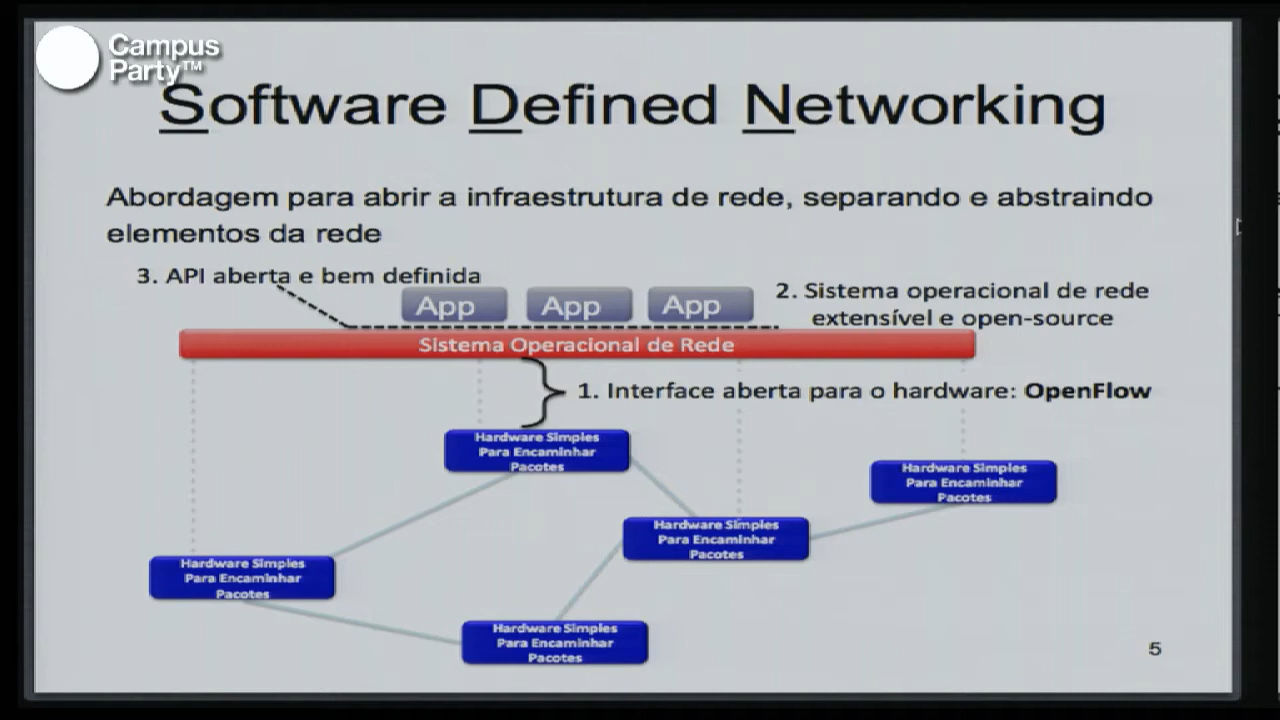 Campus
Party™
Software Defined Networking
Abordagem para abrir a infraestrutura de rede, separando e abstraindo
elementos da rede
3. API aberta e bem definida
App
App
App
2. Sistema operacional de rede
extensível e open-source
Sistema Operacional de Rede
1. Interface aberta para o hardware: OpenFlow
Hardware Simples
Para Encaminhar
Pacotes
Hardware Simples
Para Encaminhar
Pacotes
Hardware Simples
Para Encaminhar
Pacotes
Hardware Simples
Para Encaminhar
Pacotes
Hardware Simples
Para Encaminhar
Pacotes
5